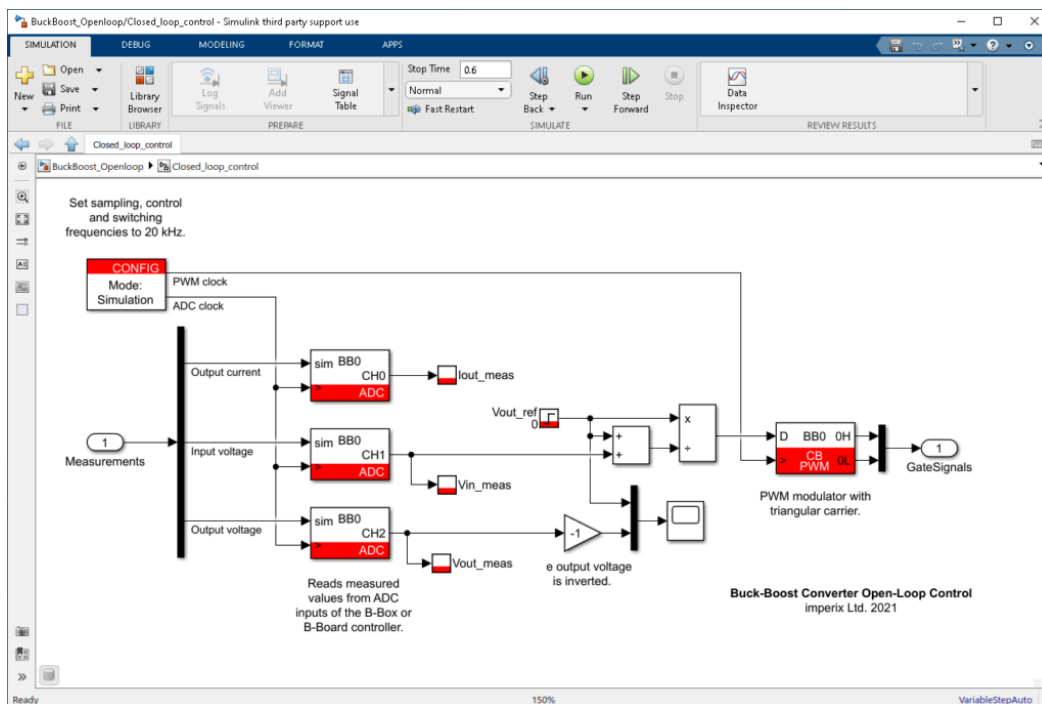 BuckBoost_Openloop/Closed_loop_control - Simulink third party support use
SIMULATION DEBUG MODELING FORMAT APPS
New
Open
Save
Print
FILE
Library
Browser
LIBRARY
Log
Signals
Add
Viewer
Signal
Table
PREPARE
Stop Time 0.6
Normal
Fast Restart
Step
Back
Run
Step
Forward
Stop
SIMULATE
Data
Inspector
REVIEW RESULTS
Closed_loop_control
BuckBoost_Openloop Closed_loop_control
Set sampling, control
and switching
frequencies to 20 kHz.
CONFIG
Mode:
Simulation
PWM clock
ADC clock
1
Measurements
Output current
Input voltage
Output voltage
sim BB0
CH0
> ADC
Iout_meas
sim BB0
CH1
> ADC
Vin_meas
sim BB0
CH2
> ADC
Vout_meas
Reads measured
values from ADC
inputs of the B-Box or
B-Board controller.
Vout_ref
0
+
+
x
÷
-1
e output voltage
is inverted.
D BB0 0H
> CB 0L
PWM
PWM modulator with
triangular carrier.
1
GateSignals
Buck-Boost Converter Open-Loop Control
imperix Ltd. 2021
Ready 150% VariableStepAuto